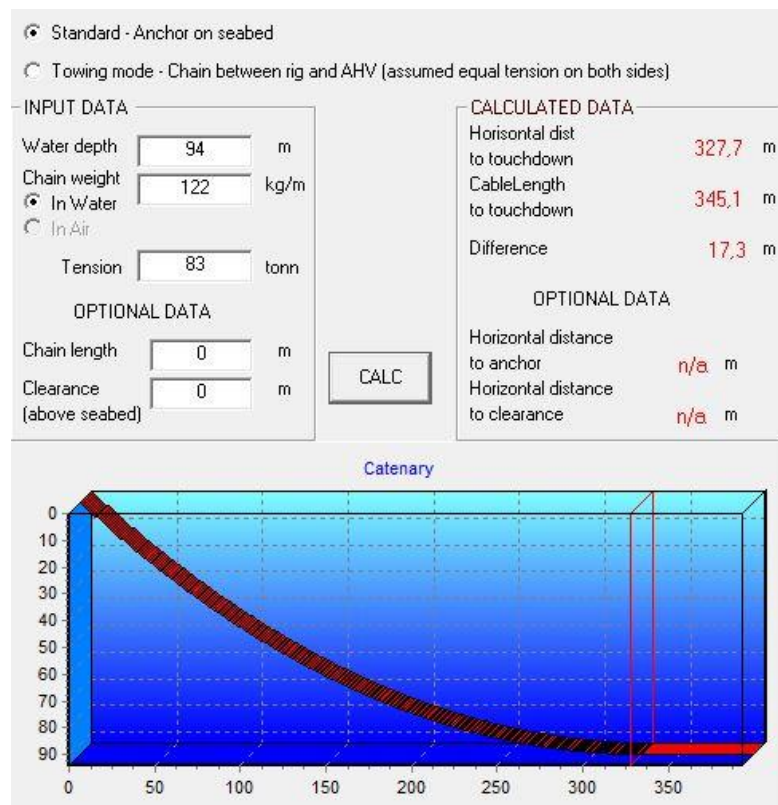 Standard - Anchor on seabed
Towing mode - Chain between rig and AHV (assumed equal tension on both sides)
INPUT DATA
Water depth 94 m
Chain weight 122 kg/m
In Water
In Air
Tension 83 tonn
OPTIONAL DATA
Chain length 0 m
Clearance 0 m
(above seabed)
CALC
CALCULATED DATA
Horisontal dist
to touchdown 327,7 m
CableLength
to touchdown 345,1 m
Difference 17,3 m
OPTIONAL DATA
Horizontal distance
to anchor n/a m
Horizontal distance
to clearance n/a m
Catenary
0
10
20
30
40
50
60
70
80
90
0 50 100 150 200 250 300 350